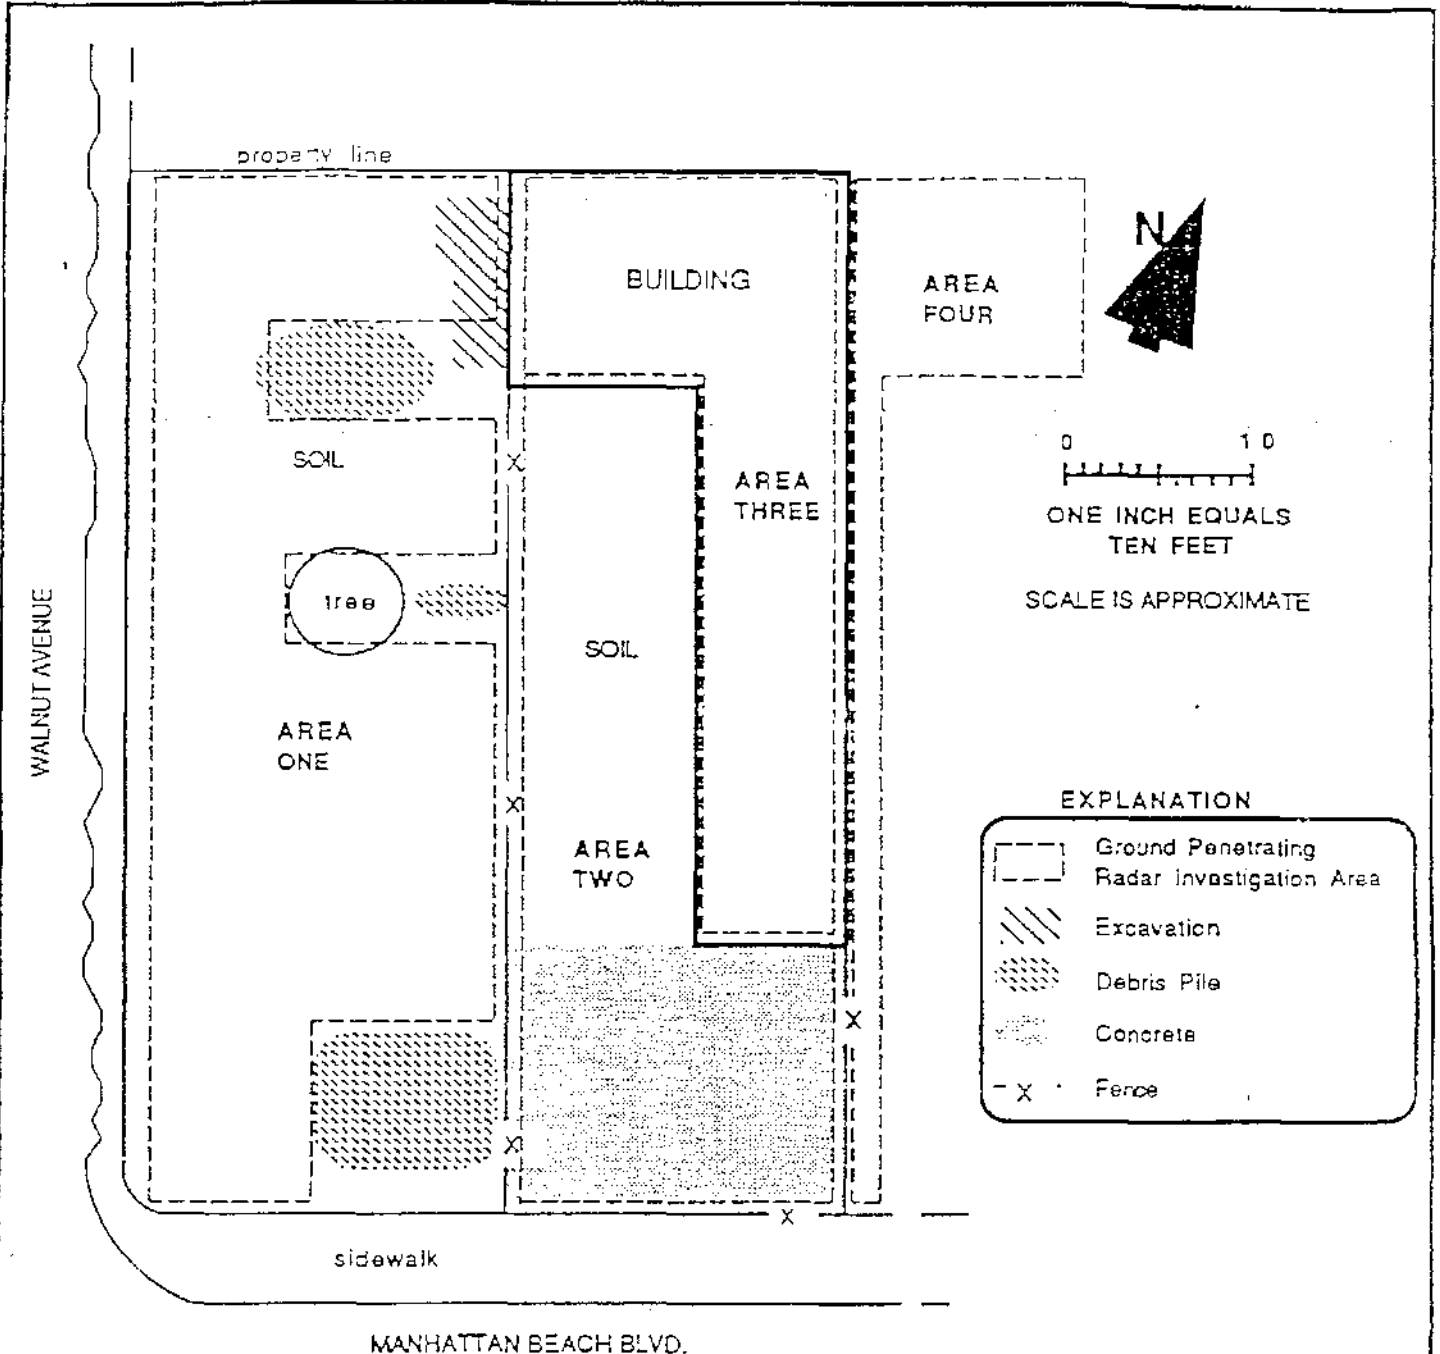 property line
N
BUILDING
AREA
FOUR
0 10
SOIL
AREA
THREE
ONE INCH EQUALS
TEN FEET
SCALE IS APPROXIMATE
tree
SOIL
WALNUT AVENUE
AREA
ONE
AREA
TWO
EXPLANATION
Ground Penetrating
Radar Investigation Area
Excavation
Debris Pile
Concrete
- X - Fence
X
X
X
X
X
sidewalk
MANHATTAN BEACH BLVD.